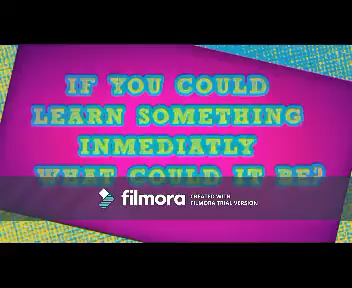 IF YOU COULD
LEARN SOMETHING
INMEDIATLY
WHAT COULD IT BE?
filmora
CREATED WITH
FILMORA TRIAL VERSION